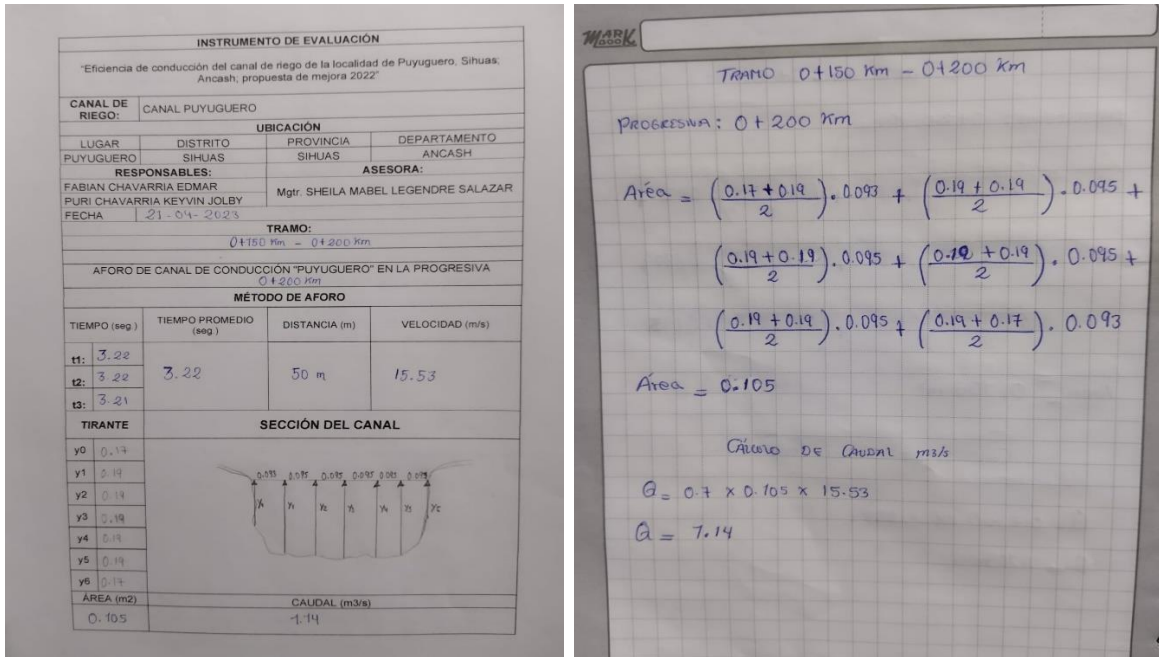 INSTRUMENTO DE EVALUACIÓN
"Eficiencia de conducción del canal de riego de la localidad de Puyuguero, Sihuas;
Ancash; propuesta de mejora 2022"
CANAL DE RIEGO: CANAL PUYUGUERO
UBICACIÓN
LUGAR DISTRITO PROVINCIA DEPARTAMENTO
PUYUGUERO SIHUAS SIHUAS ANCASH
RESPONSABLES: ASESORA:
FABIAN CHAVARRIA EDMAR
PURI CHAVARRIA KEYVIN JOLBY
Mgtr. SHEILA MABEL LEGENDRE SALAZAR
FECHA 21-04-2023
TRAMO:
0+150 Km - 0+200 Km
AFORO DE CANAL DE CONDUCCIÓN "PUYUGUERO" EN LA PROGRESIVA
0+200 Km
MÉTODO DE AFORO
TIEMPO (seg.) TIEMPO PROMEDIO (seg.) DISTANCIA (m) VELOCIDAD (m/s)
t1: 3.22
t2: 3.22 3.22 50 m 15.53
t3: 3.21
TIRANTE SECCIÓN DEL CANAL
y0 0.17
y1 0.19
y2 0.19
y3 0.19
y4 0.19
y5 0.19
y6 0.17
0.093 0.095 0.095 0.095
ÁREA (m2) CAUDAL (m3/s)
0.105 1.14
MARK
TRAMO 0+150 Km - 0+200 Km
PROGRESIVA: 0+200 Km
Area = (0.17+0.19 / 2). 0.093 + (0.19 + 0.19 / 2). 0.095 +
(0.19 + 0.19 / 2). 0.095 + (0.19 + 0.19 / 2). 0.095 +
(0.19 + 0.19 / 2). 0.095 + (0.19 + 0.17 / 2). 0.093
Área = 0.105
CÁLCULO DE CAUDAL m3/s
Q = 0.7 x 0.105 x 15.53
Q = 1.14